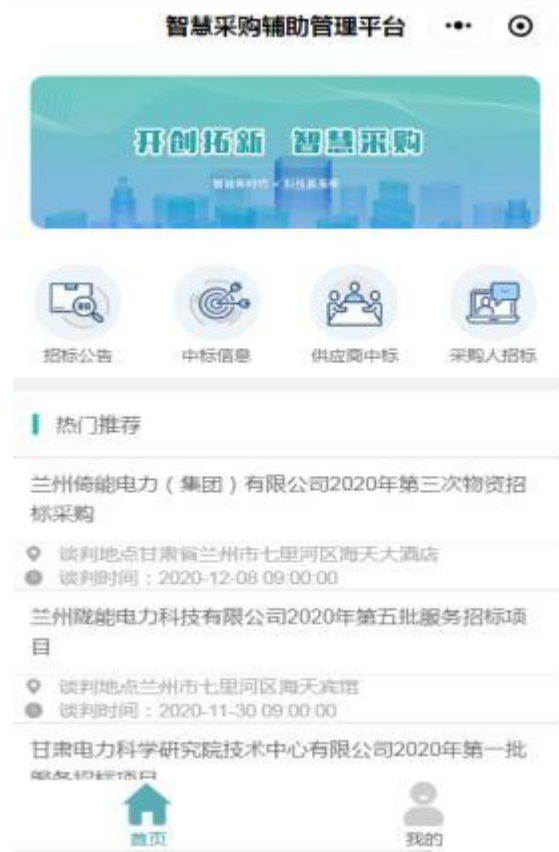 智慧采购辅助管理平台
开创拓新 智慧采购
招标公告 中标信息 供应商中标 采购人招标
热门推荐
兰州倚能电力（集团）有限公司2020年第三次物资招
标采购
谈判地点甘肃省兰州市七里河区海天大酒店
谈判时间：2020-12-08 09:00:00
兰州陇能电力科技有限公司2020年第五批服务招标项
目
谈判地点兰州市七里河区海天宾馆
谈判时间：2020-11-30 09:00:00
甘肃电力科学研究院技术中心有限公司2020年第一批
服务招标项目
首页 我的